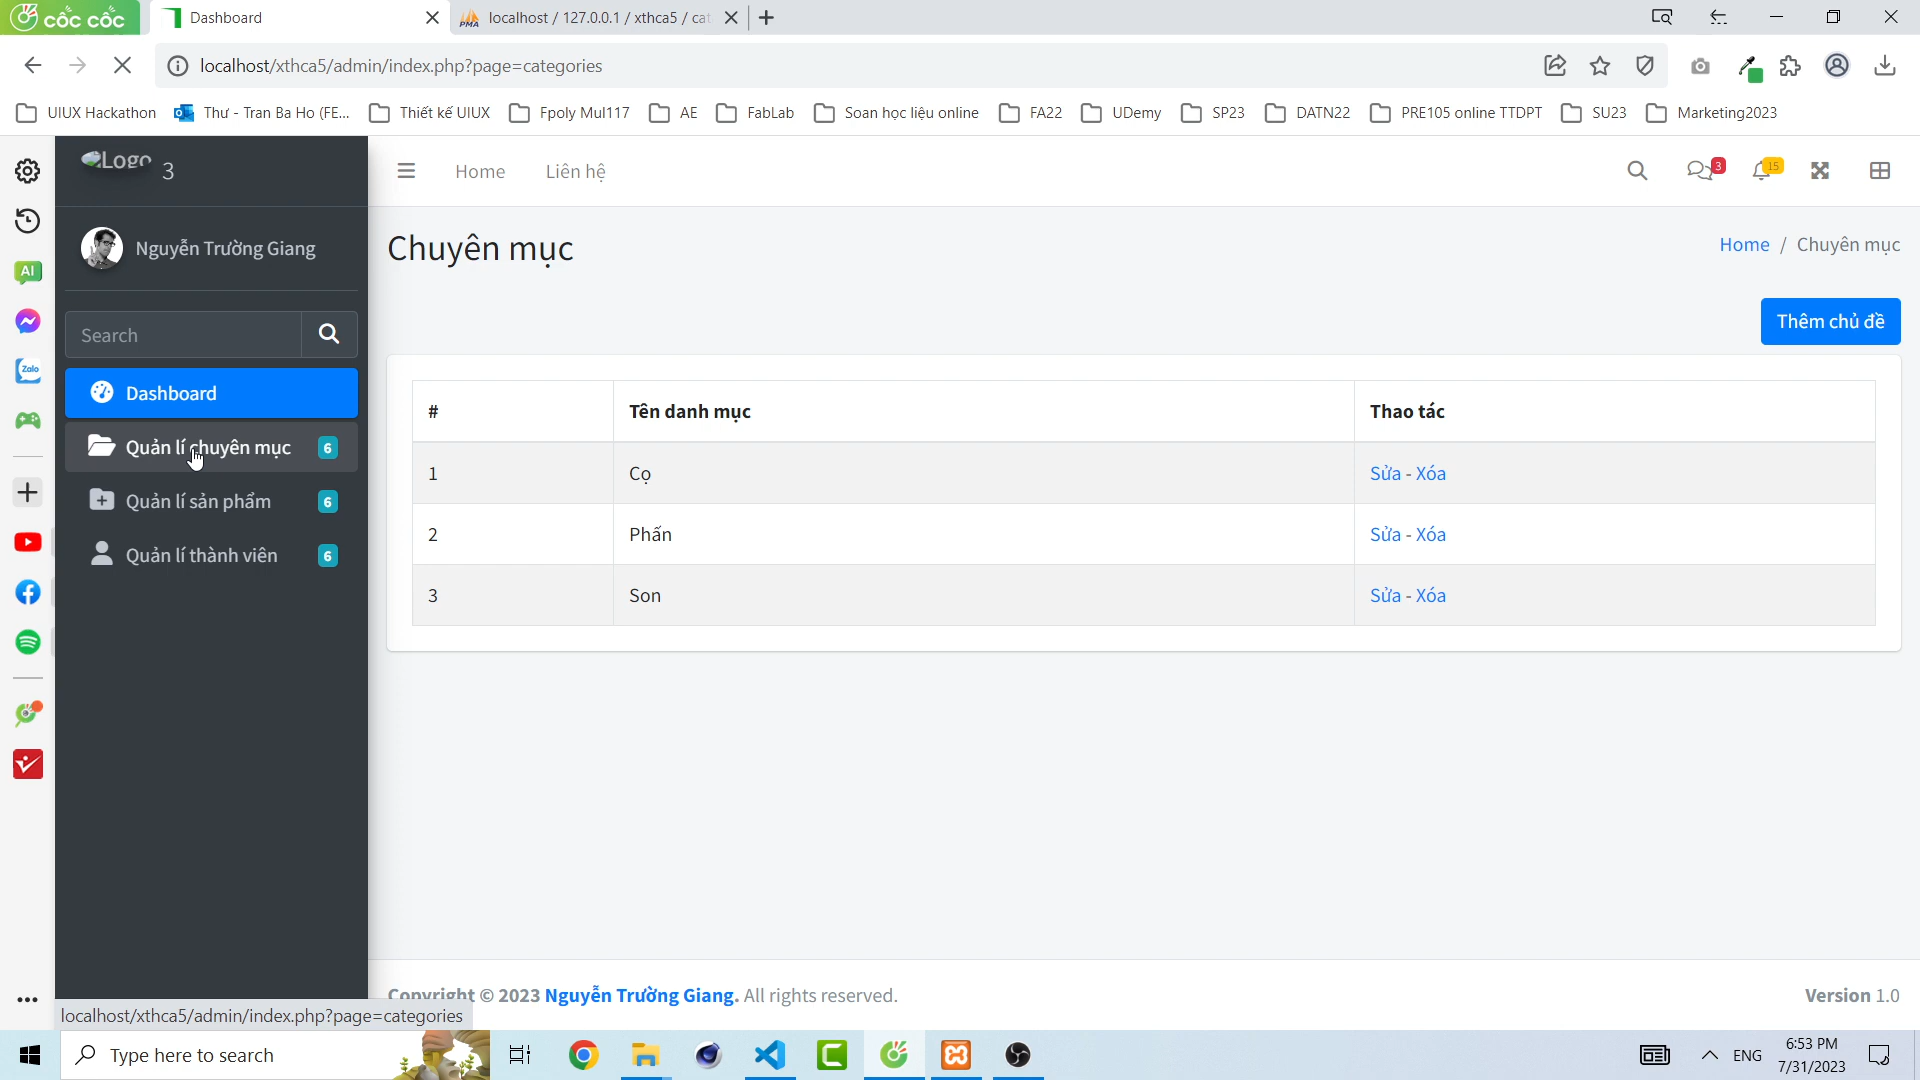 cốc cốc
Dashboard
localhost / 127.0.0.1 / xthca5 / cat
localhost/xthca5/admin/index.php?page=categories
UIUX Hackathon
Thư - Tran Ba Ho (FE...
Thiết kế UIUX
Fpoly Mul117
AE
FabLab
Soan học liệu online
FA22
UDemy
SP23
DATN22
PRE105 online TTDPT
SU23
Marketing2023
Logo
3
Home
Liên hệ
3
15
AI
Zalo
Nguyễn Trường Giang
Search
Dashboard
Quản lí chuyên mục
6
Quản lí sản phẩm
6
Quản lí thành viên
6
Chuyên mục
Home / Chuyên mục
Thêm chủ đề
# Tên danh mục Thao tác
1 Cọ Sửa - Xóa
2 Phấn Sửa - Xóa
3 Son Sửa - Xóa
Copyright © 2023 Nguyễn Trường Giang. All rights reserved.
Version 1.0
localhost/xthca5/admin/index.php?page=categories
Type here to search
ENG
6:53 PM
7/31/2023